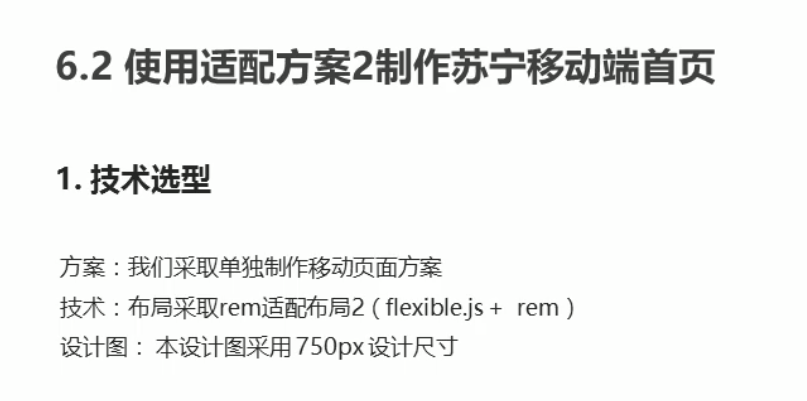 6.2 使用适配方案2制作苏宁移动端首页
1. 技术选型
方案：我们采取单独制作移动页面方案
技术：布局采取rem适配布局2（flexible.js + rem）
设计图： 本设计图采用 750px 设计尺寸